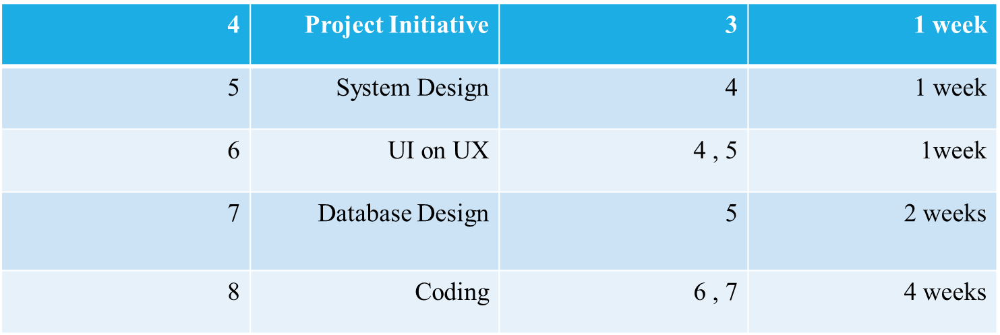 4 Project Initiative 3 1 week
5 System Design 4 1 week
6 UI on UX 4 , 5 1week
7 Database Design 5 2 weeks
8 Coding 6 , 7 4 weeks